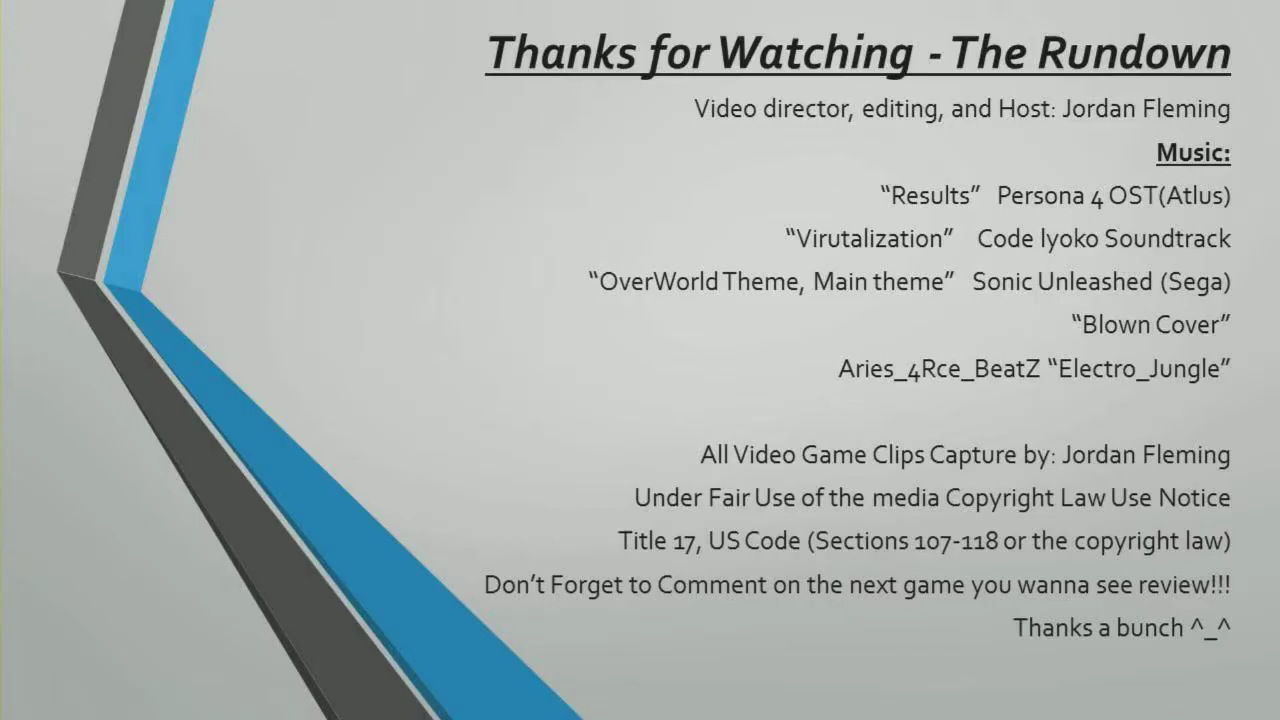 Thanks for Watching - The Rundown
Video director, editing, and Host: Jordan Fleming
Music:
“Results” Persona 4 OST(Atlus)
“Virutalization” Code lyoko Soundtrack
“OverWorld Theme, Main theme” Sonic Unleashed (Sega)
“Blown Cover”
Aries_4Rce_BeatZ “Electro_Jungle”
All Video Game Clips Capture by: Jordan Fleming
Under Fair Use of the media Copyright Law Use Notice
Title 17, US Code (Sections 107-118 or the copyright law)
Don’t Forget to Comment on the next game you wanna see review!!!
Thanks a bunch ^_^